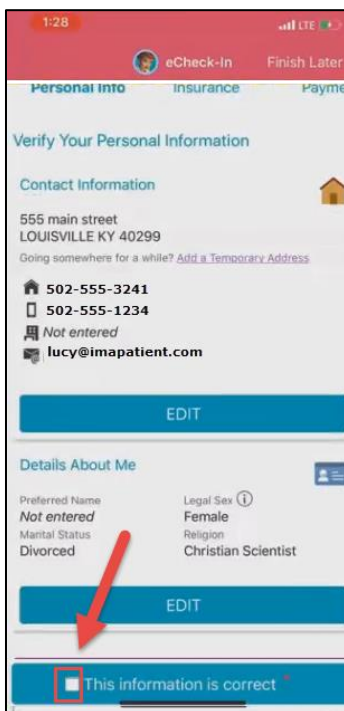 1:28 LTE
eCheck-In Finish Later
Personal Info Insurance Payme
Verify Your Personal Information
Contact Information
555 main street
LOUISVILLE KY 40299
Going somewhere for a while? Add a Temporary Address
502-555-3241
502-555-1234
Not entered
lucy@imapatient.com
EDIT
Details About Me
Preferred Name Legal Sex
Not entered Female
Marital Status Religion
Divorced Christian Scientist
EDIT
This information is correct *